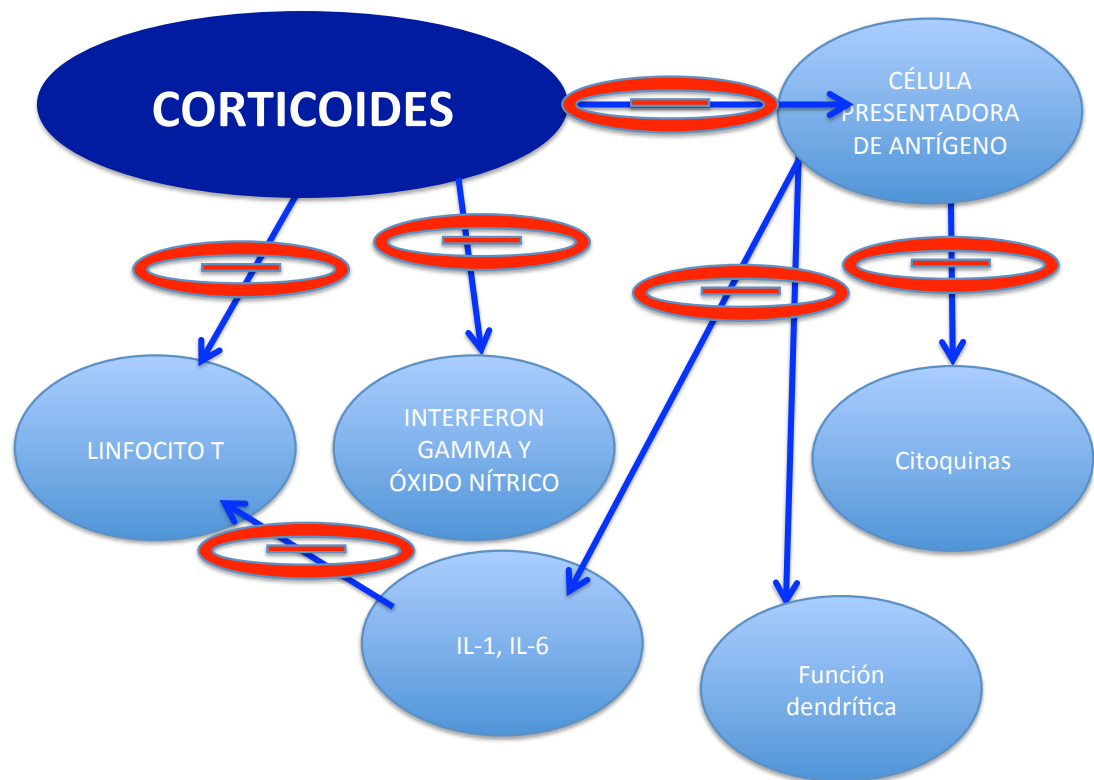 CORTICOIDES
CÉLULA
PRESENTADORA
DE ANTÍGENO
LINFOCITO T
INTERFERON
GAMMA Y
ÓXIDO NÍTRICO
Citoquinas
IL-1, IL-6
Función
dendrítica